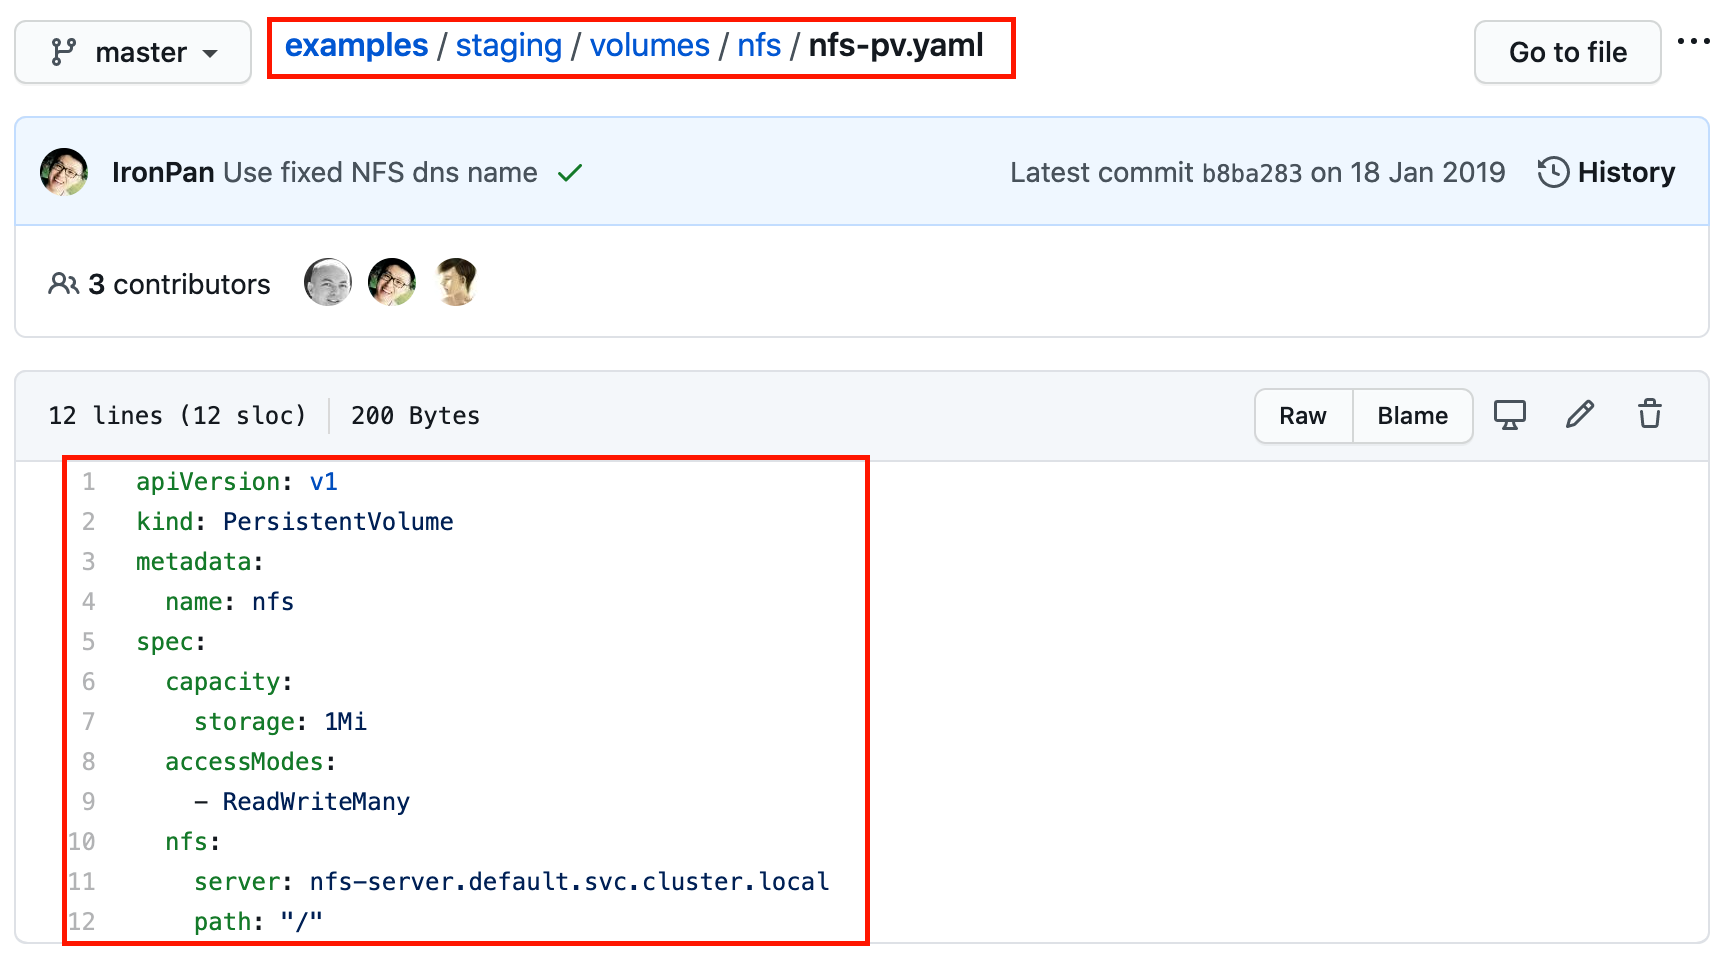 master examples / staging / volumes / nfs / nfs-pv.yaml Go to file ...
IronPan Use fixed NFS dns name Latest commit b8ba283 on 18 Jan 2019 History
3 contributors
12 lines (12 sloc) 200 Bytes Raw Blame
1 apiVersion: v1
2 kind: PersistentVolume
3 metadata:
4   name: nfs
5 spec:
6   capacity:
7     storage: 1Mi
8   accessModes:
9     - ReadWriteMany
10   nfs:
11     server: nfs-server.default.svc.cluster.local
12     path: "/"